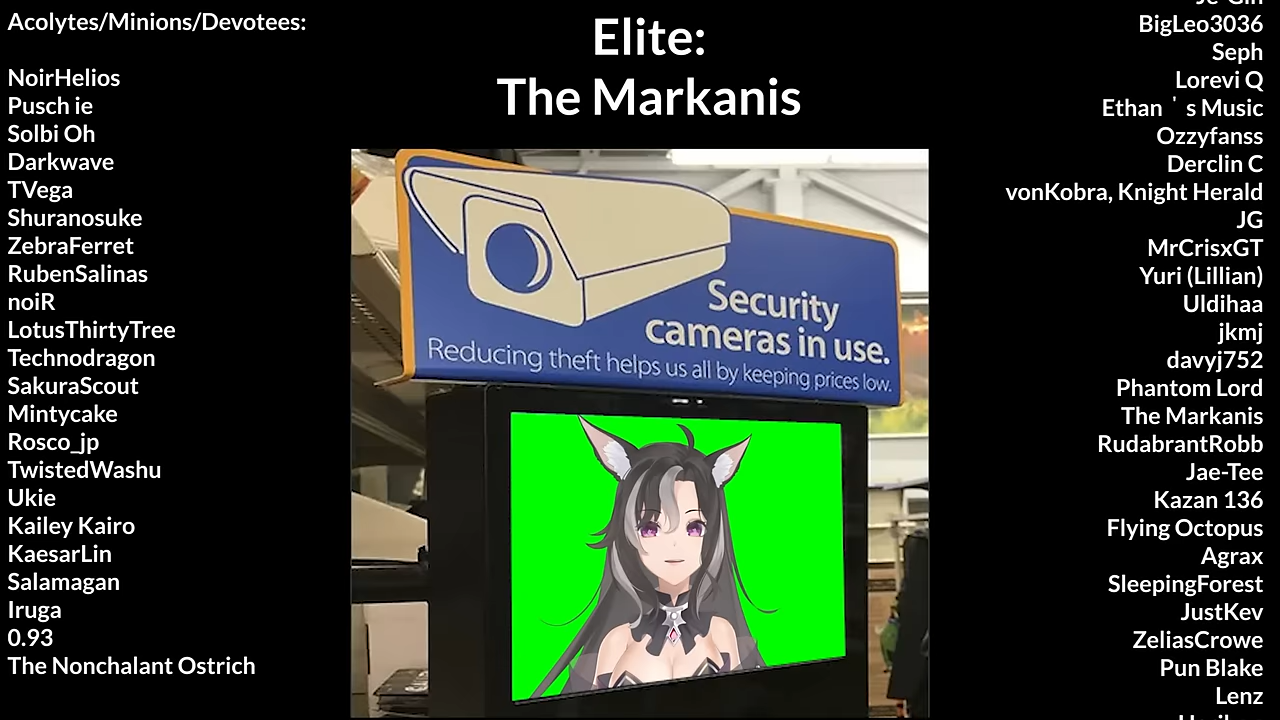 Acolytes/Minions/Devotees:
NoirHelios
Pusch ie
Solbi Oh
Darkwave
TVega
Shuranosuke
ZebraFerret
RubenSalinas
noiR
LotusThirtyTree
Technodragon
SakuraScout
Mintycake
Rosco_jp
TwistedWashu
Ukie
Kailey Kairo
KaesarLin
Salamagan
Iruga
0.93
The Nonchalant Ostrich
Elite:
The Markanis
Security
cameras in use.
Reducing theft helps us all by keeping prices low.
BigLeo3036
Seph
Lorevi Q
Ethan ' s Music
Ozzyfanss
Derclin C
vonKobra, Knight Herald
JG
MrCrisxGT
Yuri (Lillian)
Uldihaa
jkmj
davyj752
Phantom Lord
The Markanis
RudabrantRobb
Jae-Tee
Kazan 136
Flying Octopus
Agrax
SleepingForest
JustKev
ZeliasCrowe
Pun Blake
Lenz